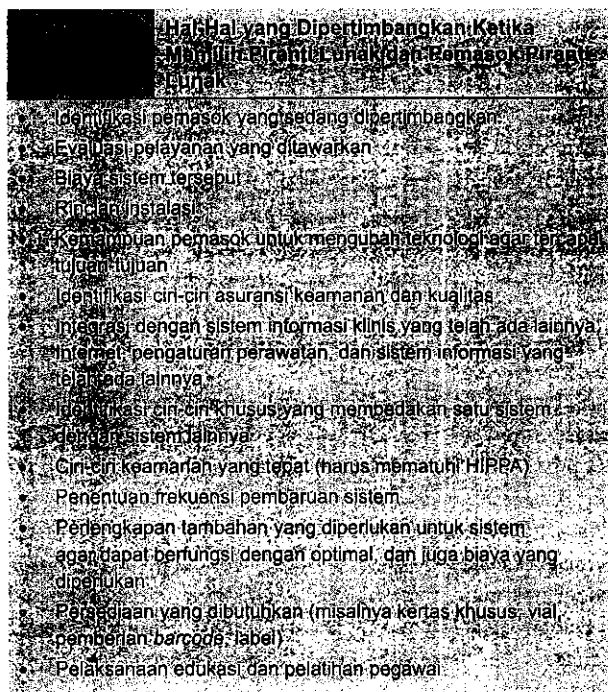 Hal-Hal yang Dipertimbangkan Ketika
Memilih Piranti Lunak dan Pemasok Piranti
Lunak
• Identifikasi pemasok yang sedang dipertimbangkan
• Evaluasi pelayanan yang ditawarkan
• Biaya sistem tersebut
• Rincian instalasi
• Kemampuan pemasok untuk mengubah teknologi agar tercapai
tujuan-tujuan
• Identifikasi ciri-ciri asuransi keamanan dan kualitas
• Integrasi dengan sistem informasi klinis yang telah ada lainnya,
Internet, pengaturan perawatan, dan sistem informasi yang
telah ada lainnya
• Identifikasi ciri-ciri khusus yang membedakan satu sistem
dengan sistem lainnya
• Ciri-ciri keamanan yang tepat (harus mematuhi HIPPA)
• Penentuan frekuensi pembaruan sistem
• Perlengkapan tambahan yang diperlukan untuk sistem
agar dapat berfungsi dengan optimal, dan juga biaya yang
diperlukan
• Persediaan yang dibutuhkan (misalnya kertas khusus, vial,
pemberian barcode, label)
• Pelaksanaan edukasi dan pelatihan pegawai